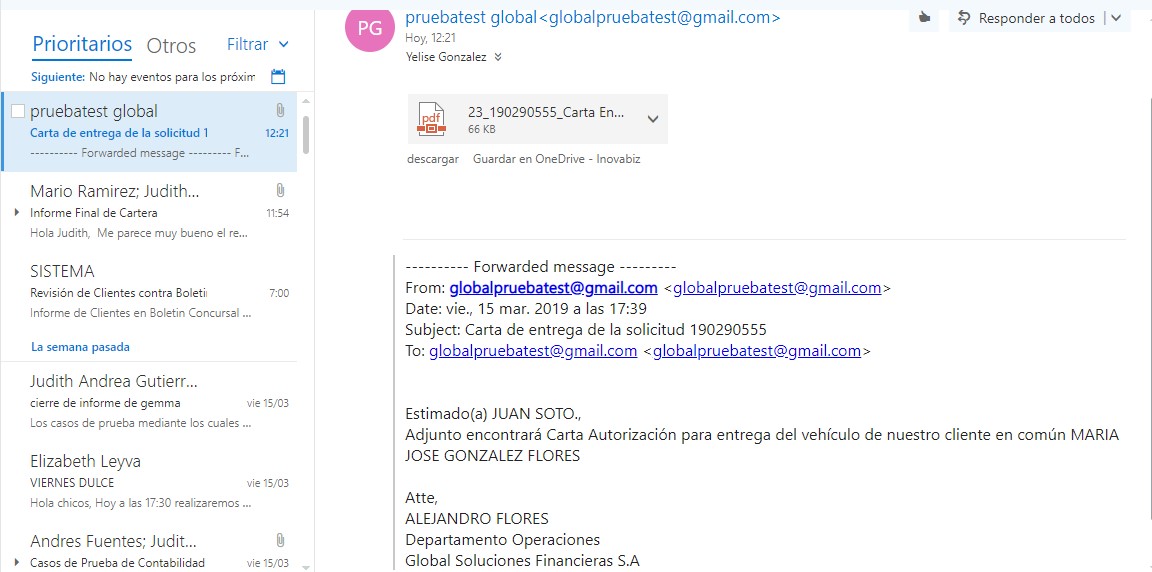 Prioritarios Otros Filtrar
Siguiente: No hay eventos para los próxim
pruebatest global
Carta de entrega de la solicitud 1 12:21
---------- Forwarded message --------- F...
Mario Ramirez; Judith...
Informe Final de Cartera 11:54
Hola Judith, Me parece muy bueno el re...
SISTEMA
Revisión de Clientes contra Boletin 7:00
Informe de Clientes en Boletin Concursal ...
La semana pasada
Judith Andrea Gutierr...
cierre de informe de gemma vie 15/03
Los casos de prueba mediante los cuales ...
Elizabeth Leyva
VIERNES DULCE vie 15/03
Hola chicos, Hoy a las 17:30 realizaremos ...
Andres Fuentes; Judit...
Casos de Prueba de Contabilidad vie 15/03
PG
pruebatest global<globalpruebatest@gmail.com>
Responder a todos
Hoy, 12:21
Yelise Gonzalez
pdf
23_190290555_Carta En...
66 KB
descargar Guardar en OneDrive - Inovabiz
---------- Forwarded message ---------
From: globalpruebatest@gmail.com <globalpruebatest@gmail.com>
Date: vie., 15 mar. 2019 a las 17:39
Subject: Carta de entrega de la solicitud 190290555
To: globalpruebatest@gmail.com <globalpruebatest@gmail.com>
Estimado(a) JUAN SOTO.,
Adjunto encontrará Carta Autorización para entrega del vehículo de nuestro cliente en común MARIA
JOSE GONZALEZ FLORES
Atte,
ALEJANDRO FLORES
Departamento Operaciones
Global Soluciones Financieras S.A